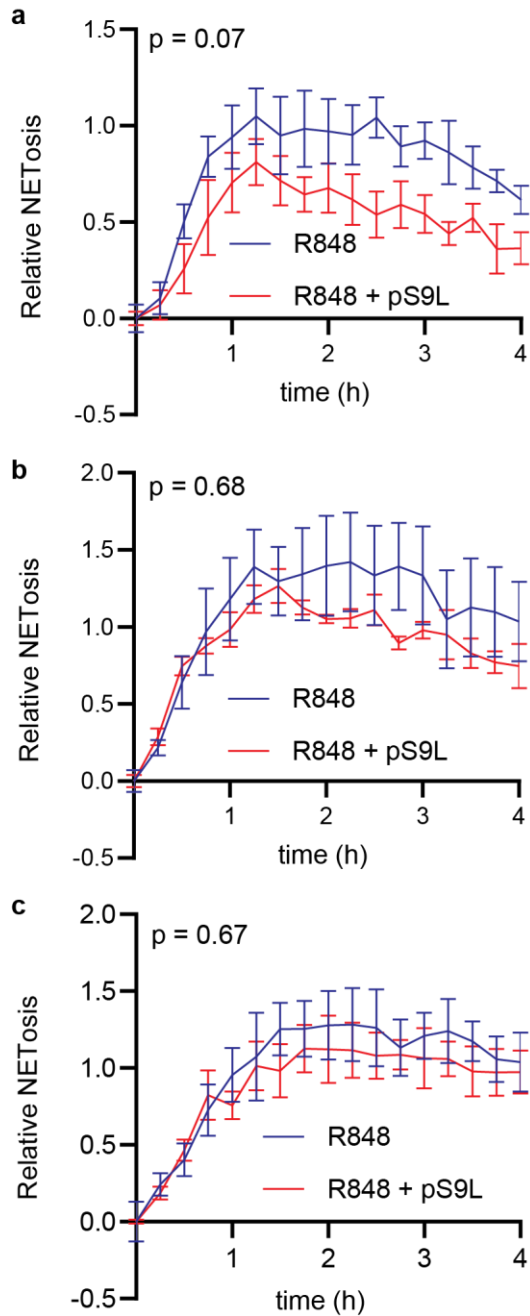 a
p = 0.07
1.5
1.0
0.5
0.0
-0.5
Relative NETosis
R848
R848 + pS9L
1 2 3 4
time (h)
b
p = 0.68
2.0
1.5
1.0
0.5
0.0
-0.5
Relative NETosis
R848
R848 + pS9L
1 2 3 4
time (h)
c
p = 0.67
2.0
1.5
1.0
0.5
0.0
-0.5
Relative NETosis
R848
R848 + pS9L
1 2 3 4
time (h)